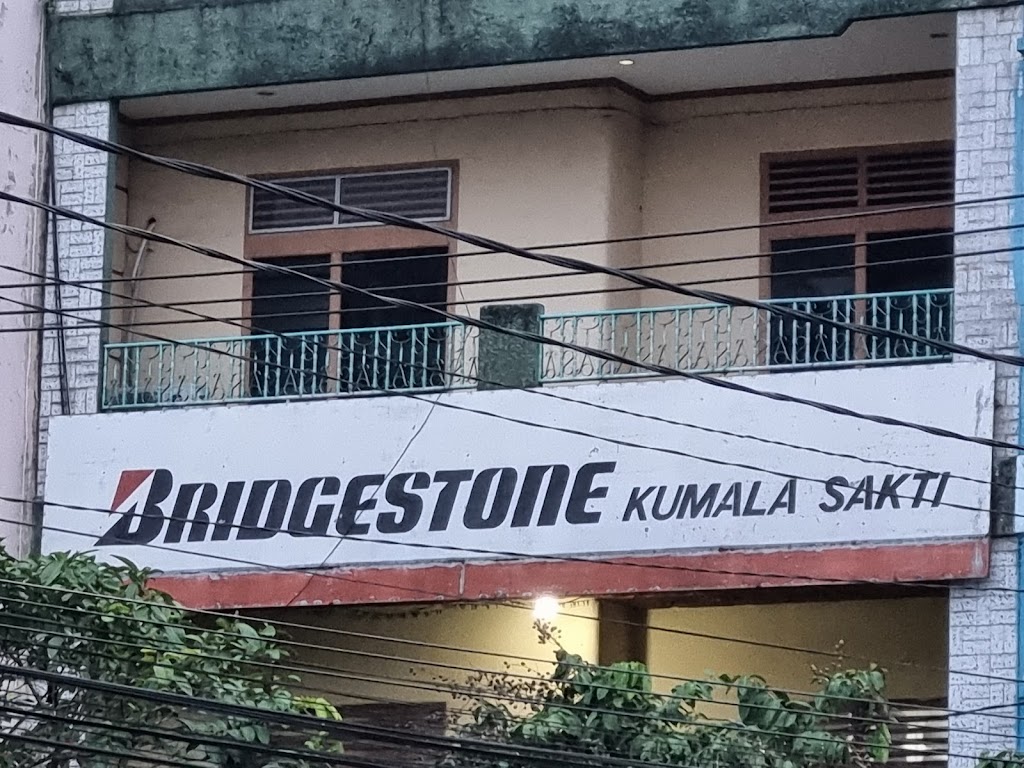 BRIDGESTONE KUMALA SAKTI